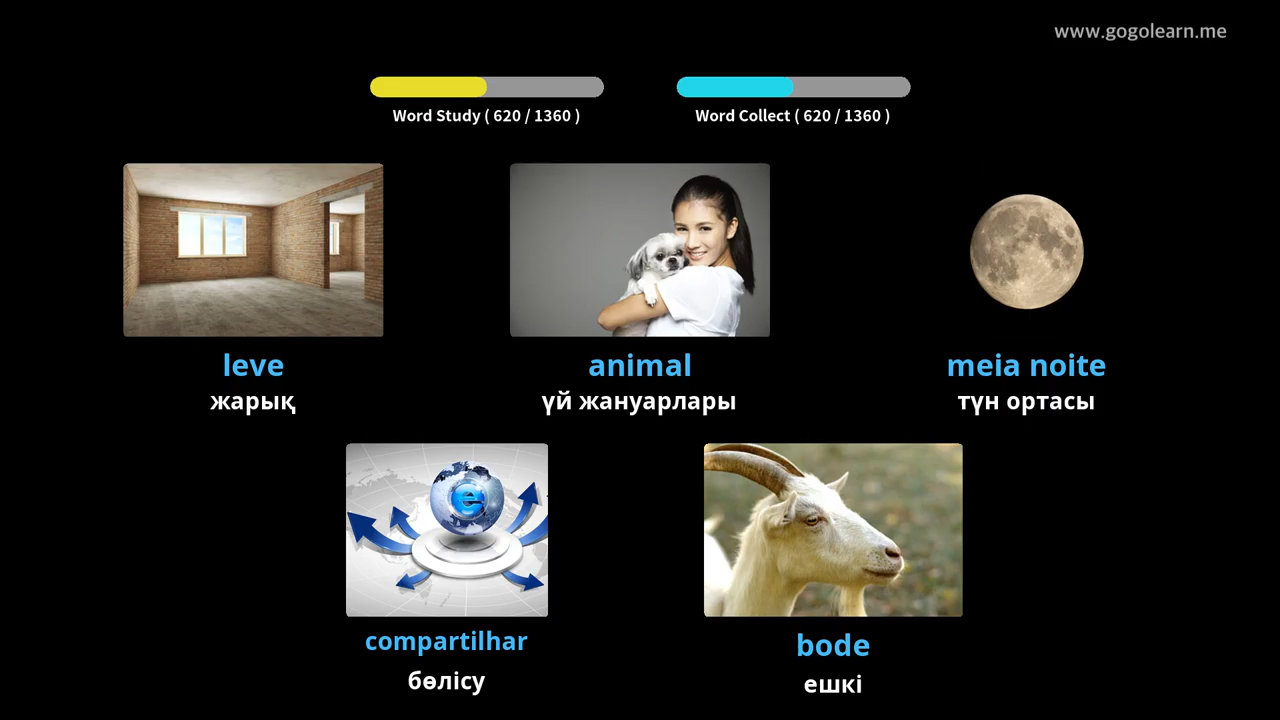 www.gogolearn.me
Word Study ( 620 / 1360 )
Word Collect ( 620 / 1360 )
leve
жарық
animal
үй жануарлары
meia noite
түн ортасы
e
compartilhar
бөлісу
bode
ешкі